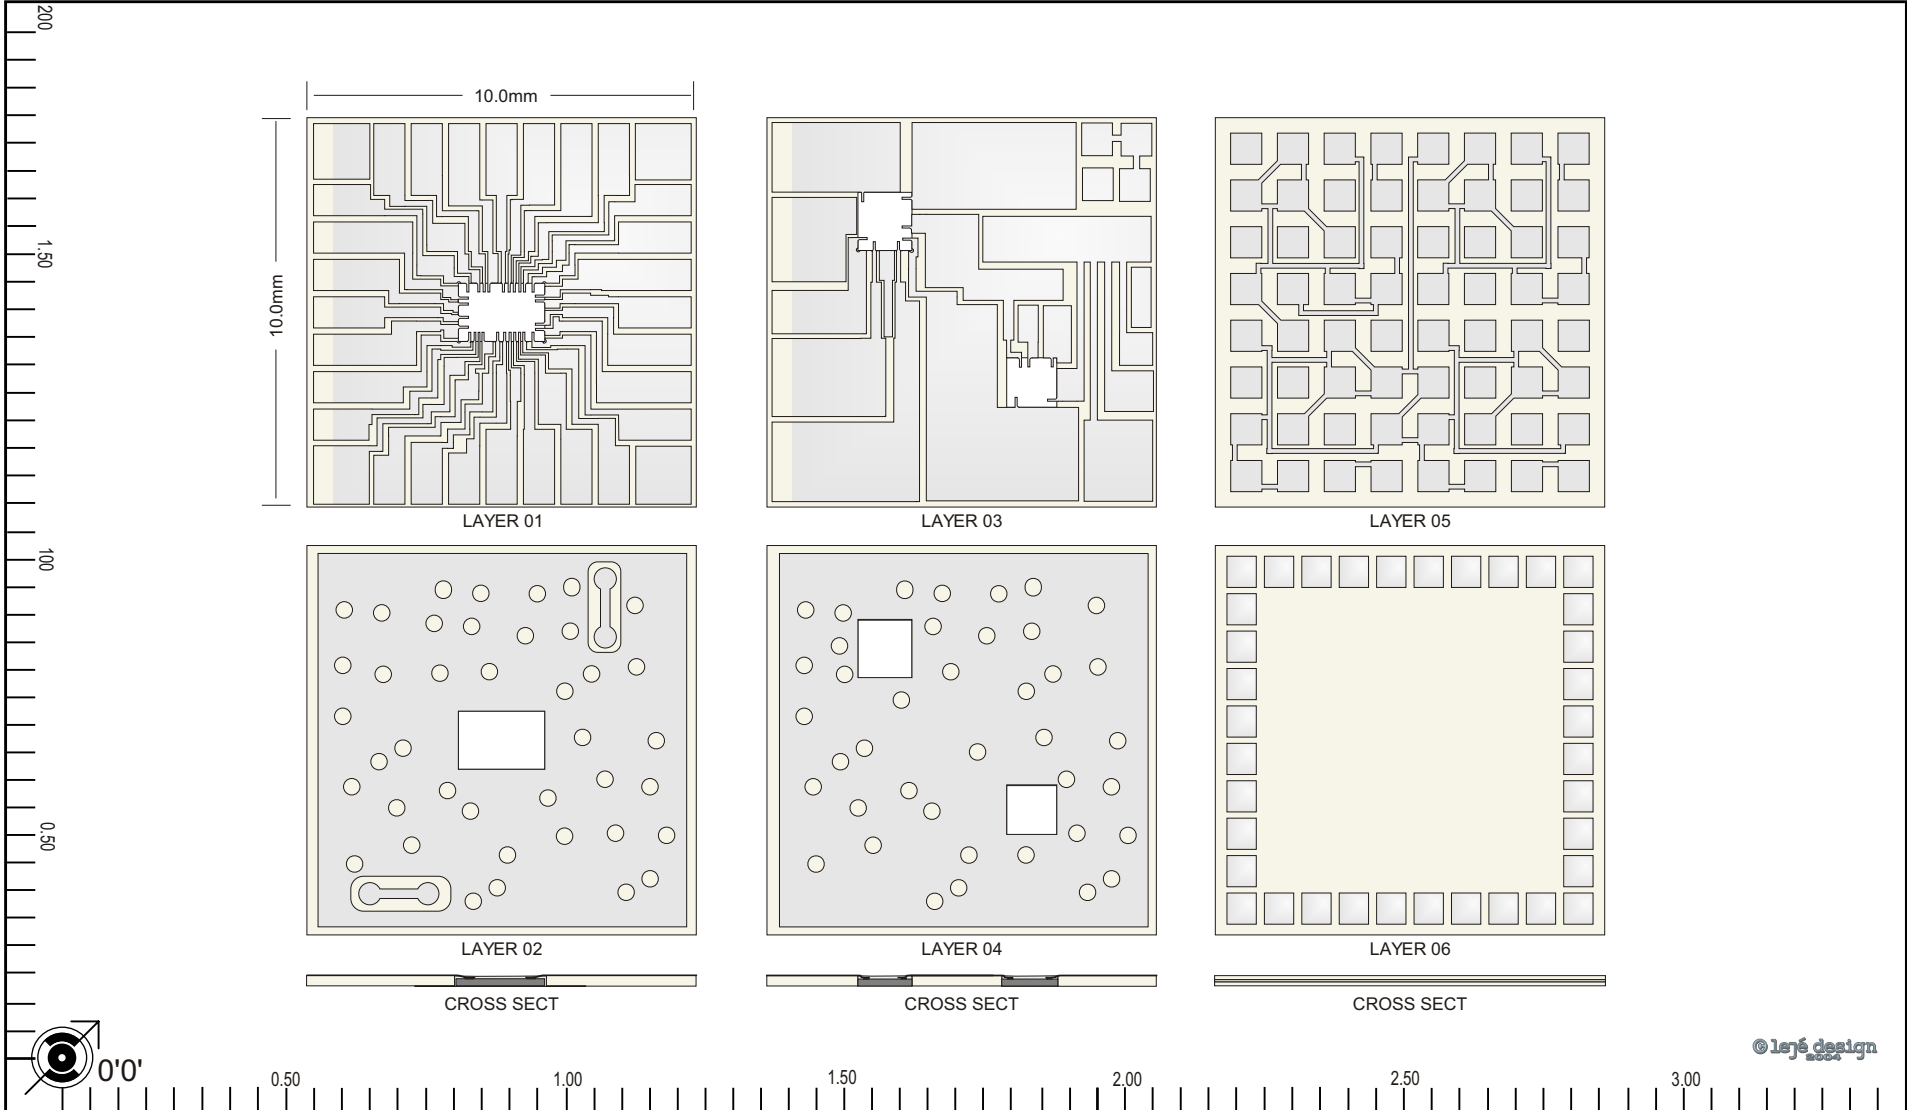 200
10.0mm
1.50
10.0mm
LAYER 01
LAYER 03
LAYER 05
100
0.50
LAYER 02
LAYER 04
LAYER 06
CROSS SECT
CROSS SECT
CROSS SECT
0'0'
© lejé design
2004
0.50
1.00
1.50
2.00
2.50
3.00